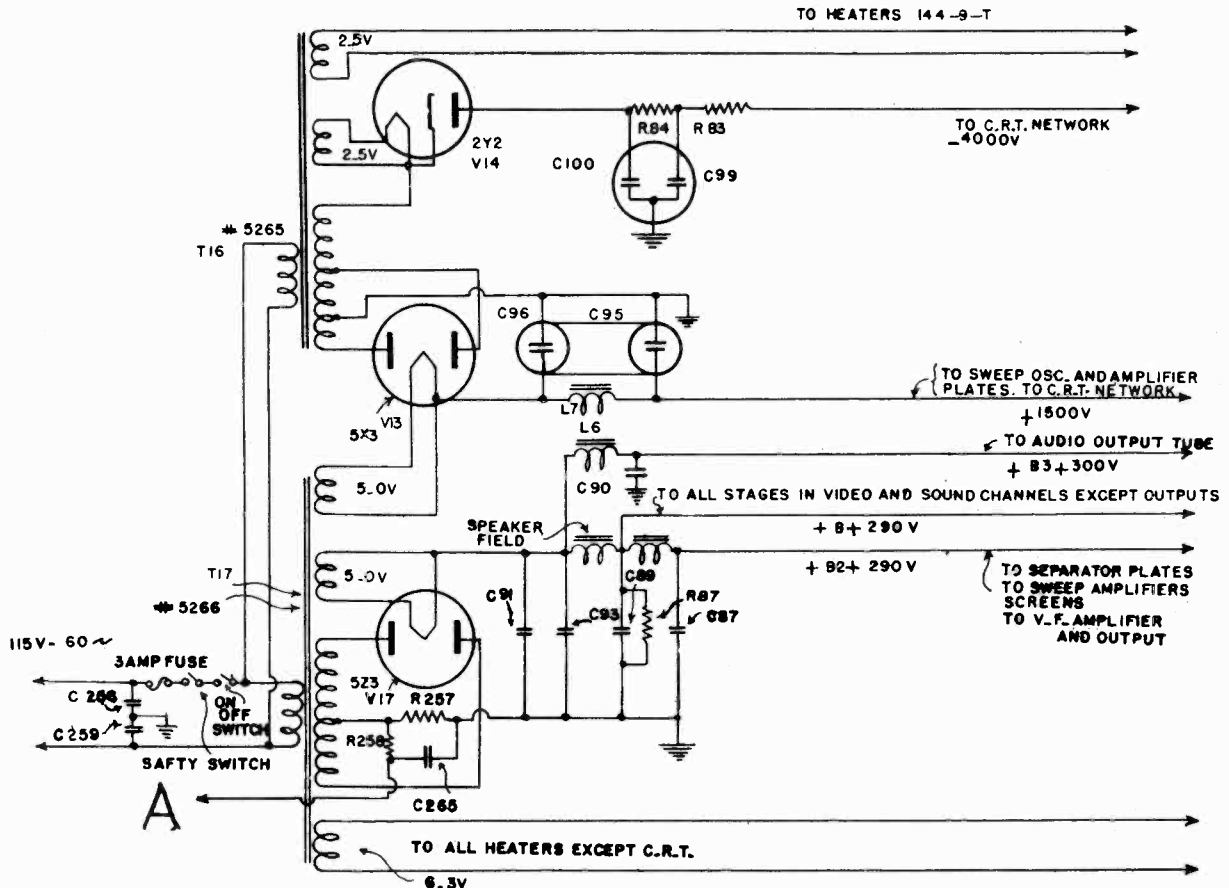 TO HEATERS 144-9-T
2.5V
2.5V
2Y2
V14
R84
R83
TO C.R.T. NETWORK
-4000V
C100
C99
# 5265
T16
C96
C95
V13
5X3
L7
L6
TO SWEEP OSC. AND AMPLIFIER
PLATES. TO C.R.T. NETWORK
+1500V
TO AUDIO OUTPUT TUBE
+ B3+300V
C90
5.0V
TO ALL STAGES IN VIDEO AND SOUND CHANNELS EXCEPT OUTPUTS
+ B+290V
SPEAKER
FIELD
+ B2+ 290V
T17
# 5266
5.0V
C91
C93
C89
R87
C87
TO SEPARATOR PLATES
TO SWEEP AMPLIFIERS
SCREENS
TO V.F. AMPLIFIER
AND OUTPUT
115V- 60~
3AMP FUSE
C 266
C259
ON
OFF
SWITCH
SAFTY SWITCH
5Z3
V17
R257
R258
C265
A
TO ALL HEATERS EXCEPT C.R.T.
6.3V